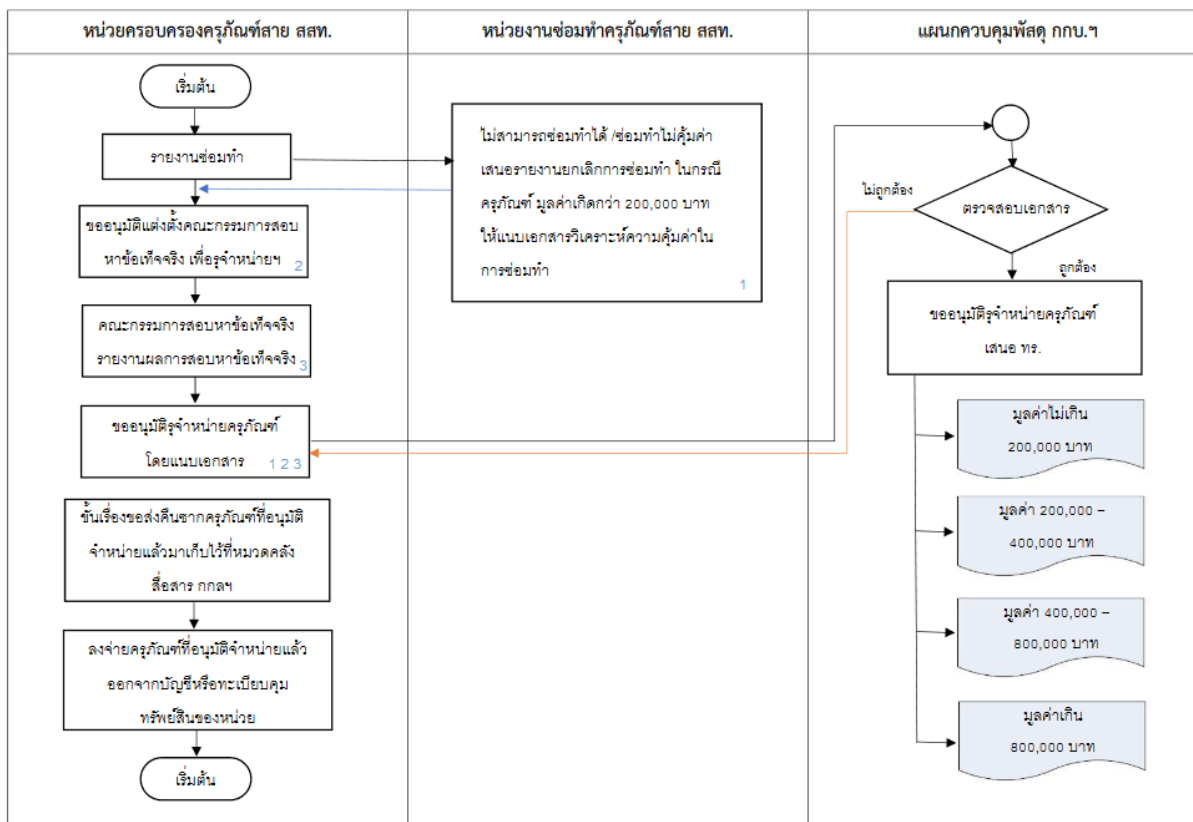 หน่วยครอบครองครุภัณฑ์สาย สสท.
หน่วยงานซ่อมทำครุภัณฑ์สาย สสท.
แผนกควบคุมพัสดุ กกบ.ฯ
เริ่มต้น
รายงานซ่อมทำ
ขออนุมัติแต่งตั้งคณะกรรมการสอบ
หาข้อเท็จจริง เพื่อรุจำหน่ายฯ
2
คณะกรรมการสอบหาข้อเท็จจริง
รายงานผลการสอบหาข้อเท็จจริง 3
ขออนุมัติรุจำหน่ายครุภัณฑ์
โดยแนบเอกสาร 1 2 3
ขั้นเรื่องขอส่งคืนซากครุภัณฑ์ที่อนุมัติ
จำหน่ายแล้วมาเก็บไว้ที่หมวดคลัง
สื่อสาร กกลฯ
ลงจ่ายครุภัณฑ์ที่อนุมัติจำหน่ายแล้ว
ออกจากบัญชีหรือทะเบียบคุม
ทรัพย์สินของหน่วย
เริ่มต้น
ไม่สามารถซ่อมทำได้ /ซ่อมทำไม่คุ้มค่า
เสนอรายงานยกเลิกการซ่อมทำ ในกรณี
ครุภัณฑ์ มูลค่าเกิดกว่า 200,000 บาท
ให้แนบเอกสารวิเคราะห์ความคุ้มค่าใน
การซ่อมทำ
1
ไม่ถูกต้อง
ตรวจสอบเอกสาร
ถูกต้อง
ขออนุมัติรุจำหน่ายครุภัณฑ์
เสนอ ทร.
มูลค่าไม่เกิน
200,000 บาท
มูลค่า 200,000 –
400,000 บาท
มูลค่า 400,000 –
800,000 บาท
มูลค่าเกิน
800,000 บาท